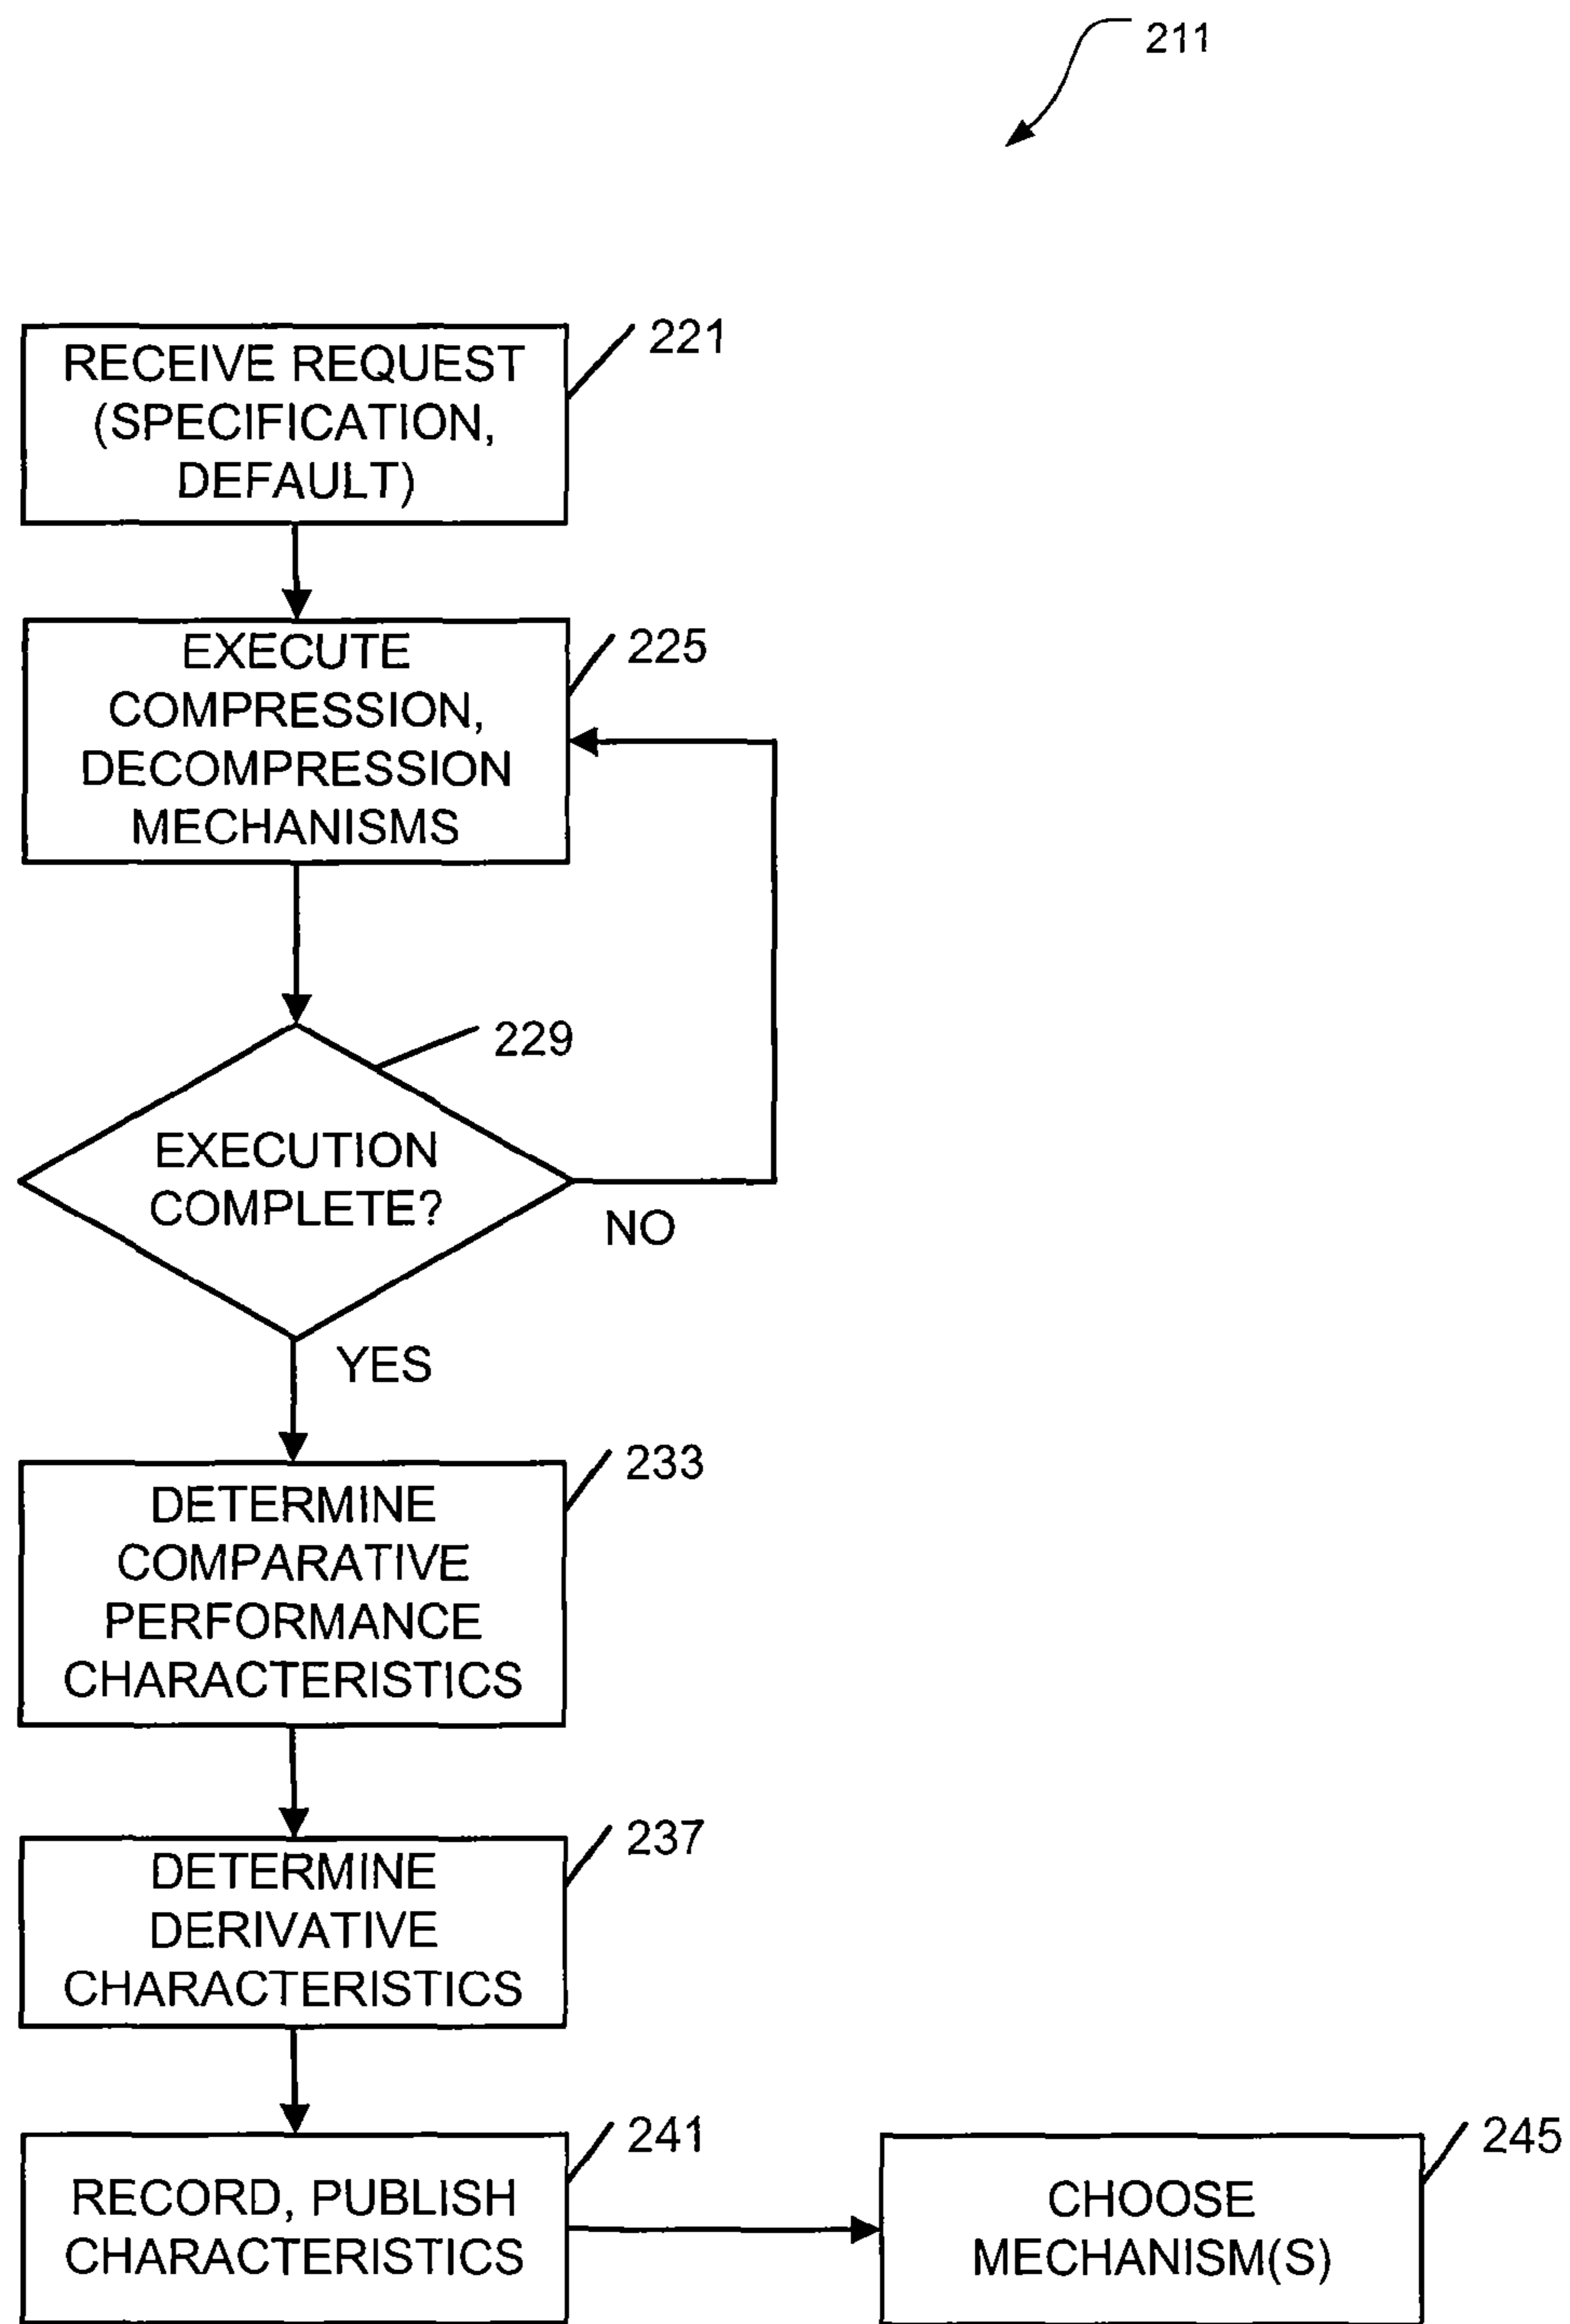 211
RECEIVE REQUEST
(SPECIFICATION,
DEFAULT)
221
EXECUTE
COMPRESSION,
DECOMPRESSION
MECHANISMS
225
229
EXECUTION
COMPLETE?
NO
YES
DETERMINE
COMPARATIVE
PERFORMANCE
CHARACTERISTICS
233
DETERMINE
DERIVATIVE
CHARACTERISTICS
237
RECORD, PUBLISH
CHARACTERISTICS
241
CHOOSE
MECHANISM(S)
245